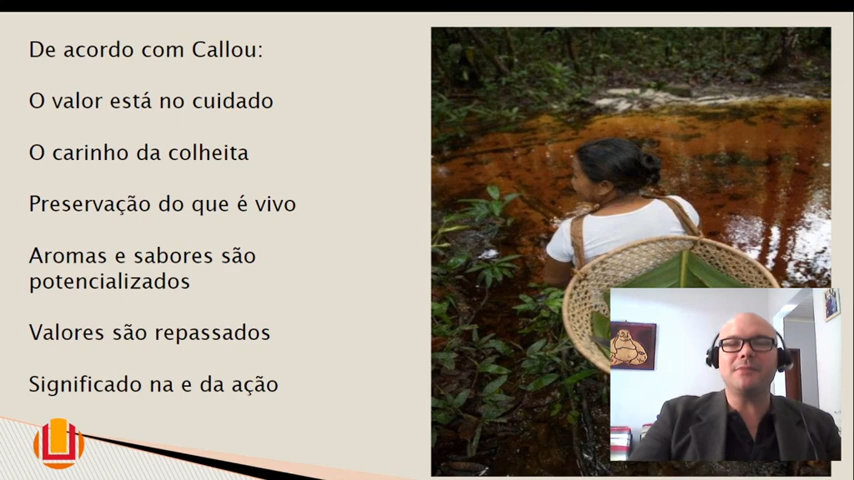 De acordo com Callou:
O valor está no cuidado
O carinho da colheita
Preservação do que é vivo
Aromas e sabores são
potencializados
Valores são repassados
Significado na e da ação